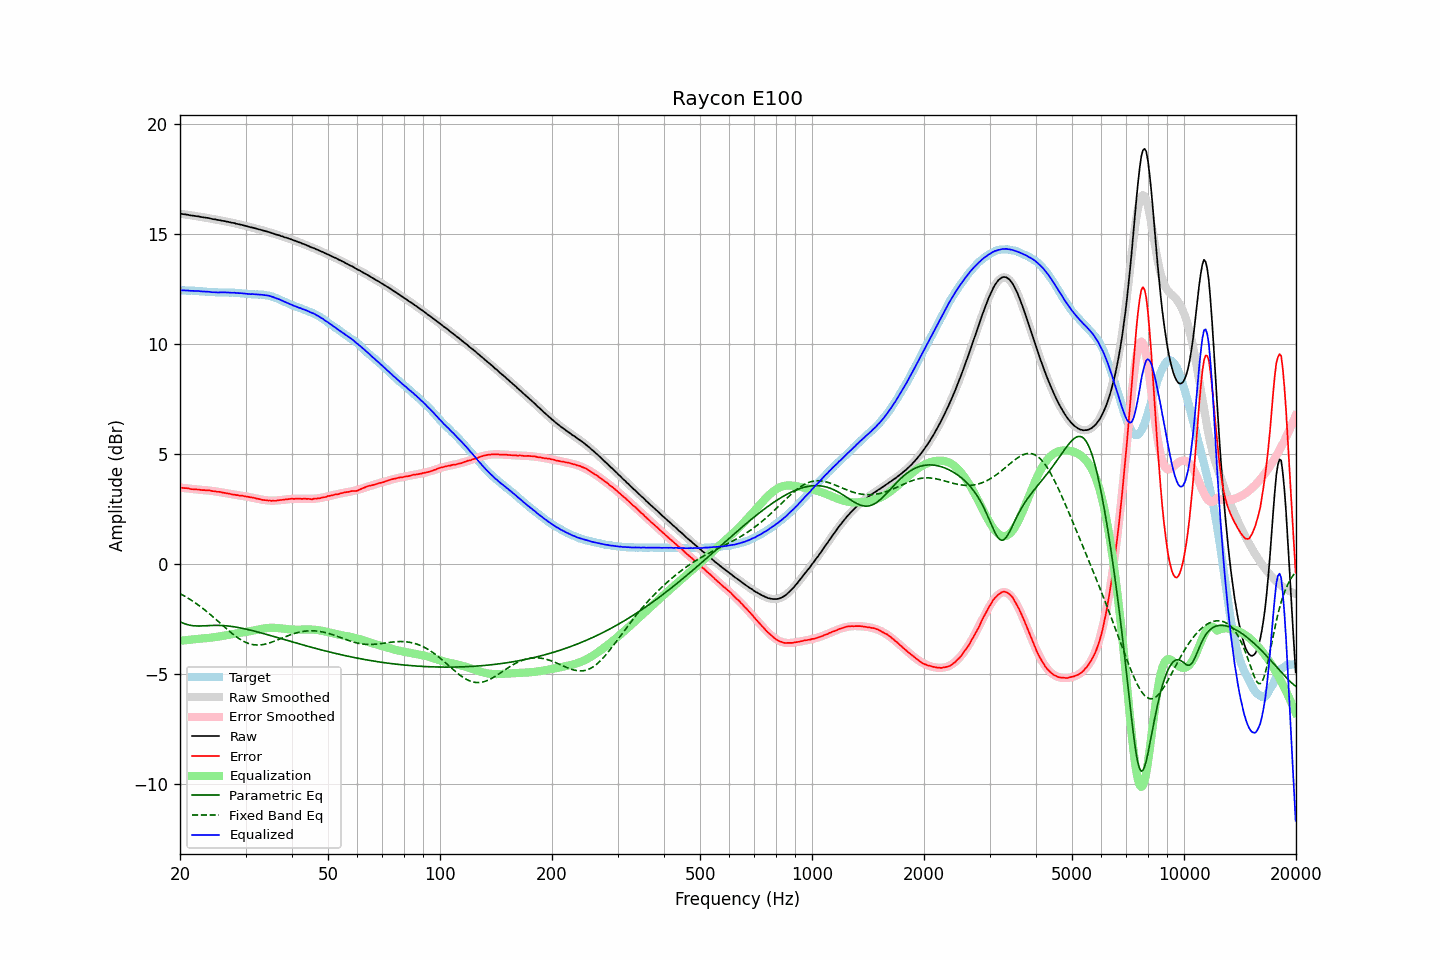 Raycon E100
Amplitude (dBr)
20
15
10
5
0
−5
−10
Target
Raw Smoothed
Error Smoothed
Raw
Error
Equalization
Parametric Eq
Fixed Band Eq
Equalized
20 50 100 200 500 1000 2000 5000 10000 20000
Frequency (Hz)